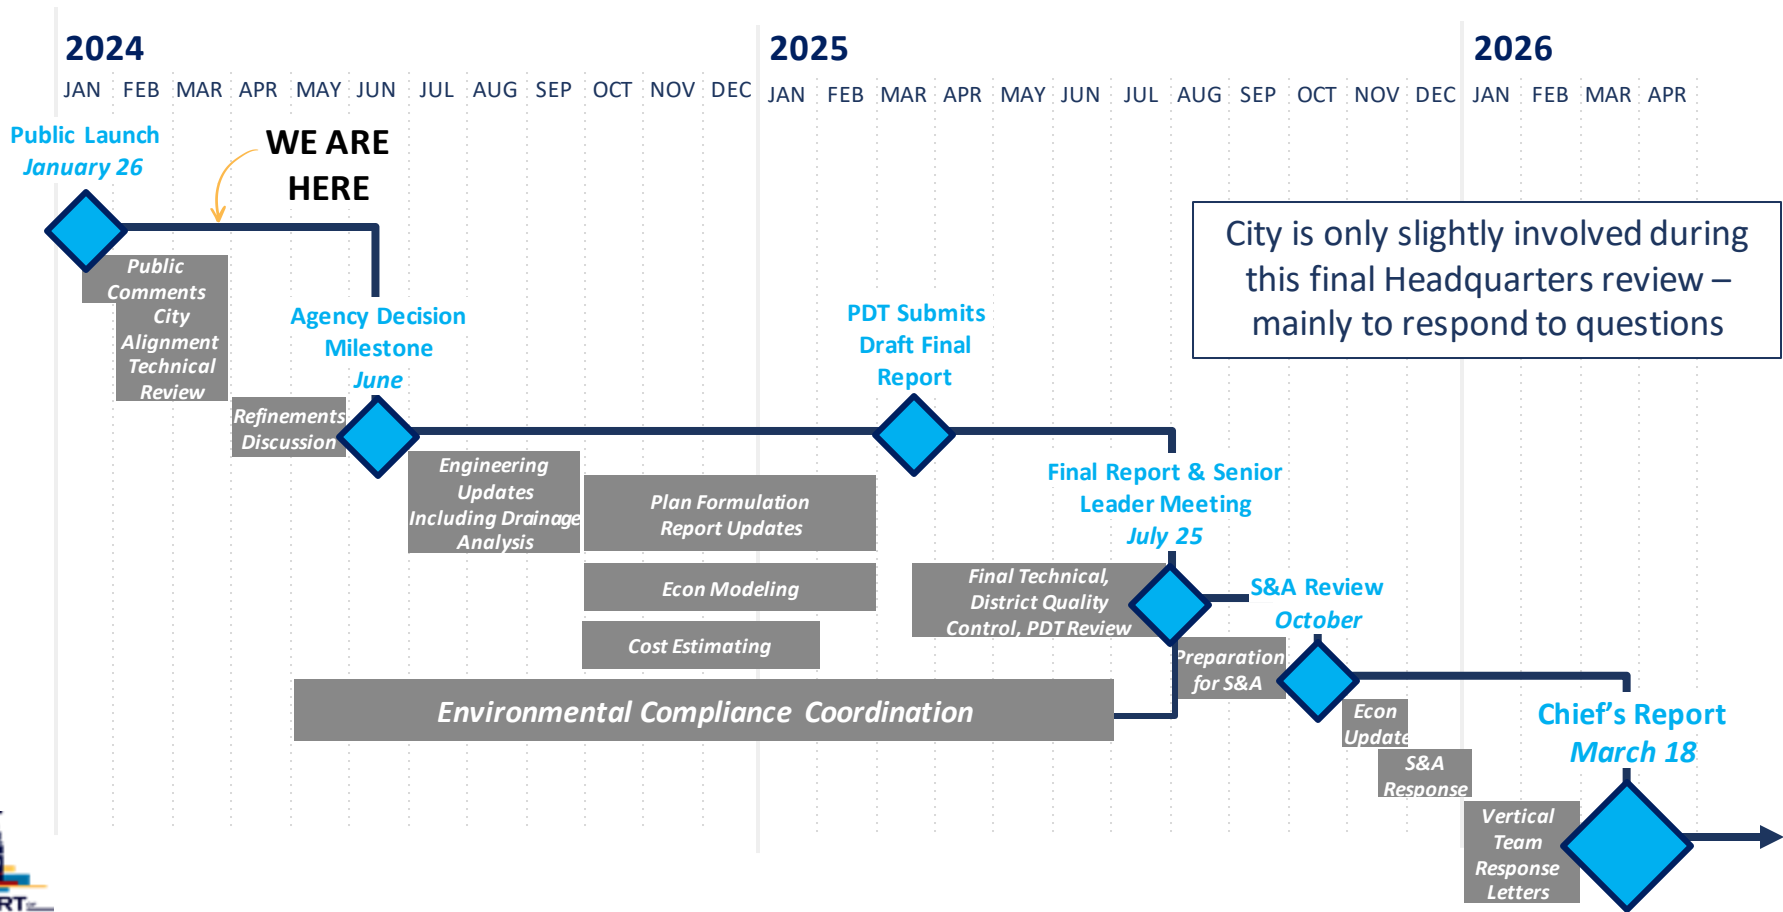 2024
2025
2026
JAN FEB MAR APR MAY JUN JUL AUG SEP OCT NOV DEC JAN FEB MAR APR MAY JUN JUL AUG SEP OCT NOV DEC JAN FEB MAR APR
Public Launch
January 26
WE ARE
HERE
City is only slightly involved during
this final Headquarters review –
mainly to respond to questions
Public
Comments
City
Alignment
Technical
Review
Agency Decision
Milestone
June
PDT Submits
Draft Final
Report
Refinements
Discussion
Engineering
Updates
Including Drainage
Analysis
Plan Formulation
Report Updates
Econ Modeling
Cost Estimating
Environmental Compliance Coordination
Final Report & Senior
Leader Meeting
July 25
Final Technical,
District Quality
Control, PDT Review
S&A Review
October
Preparation
for S&A
Econ
Update
S&A
Response
Chief's Report
March 18
Vertical
Team
Response
Letters